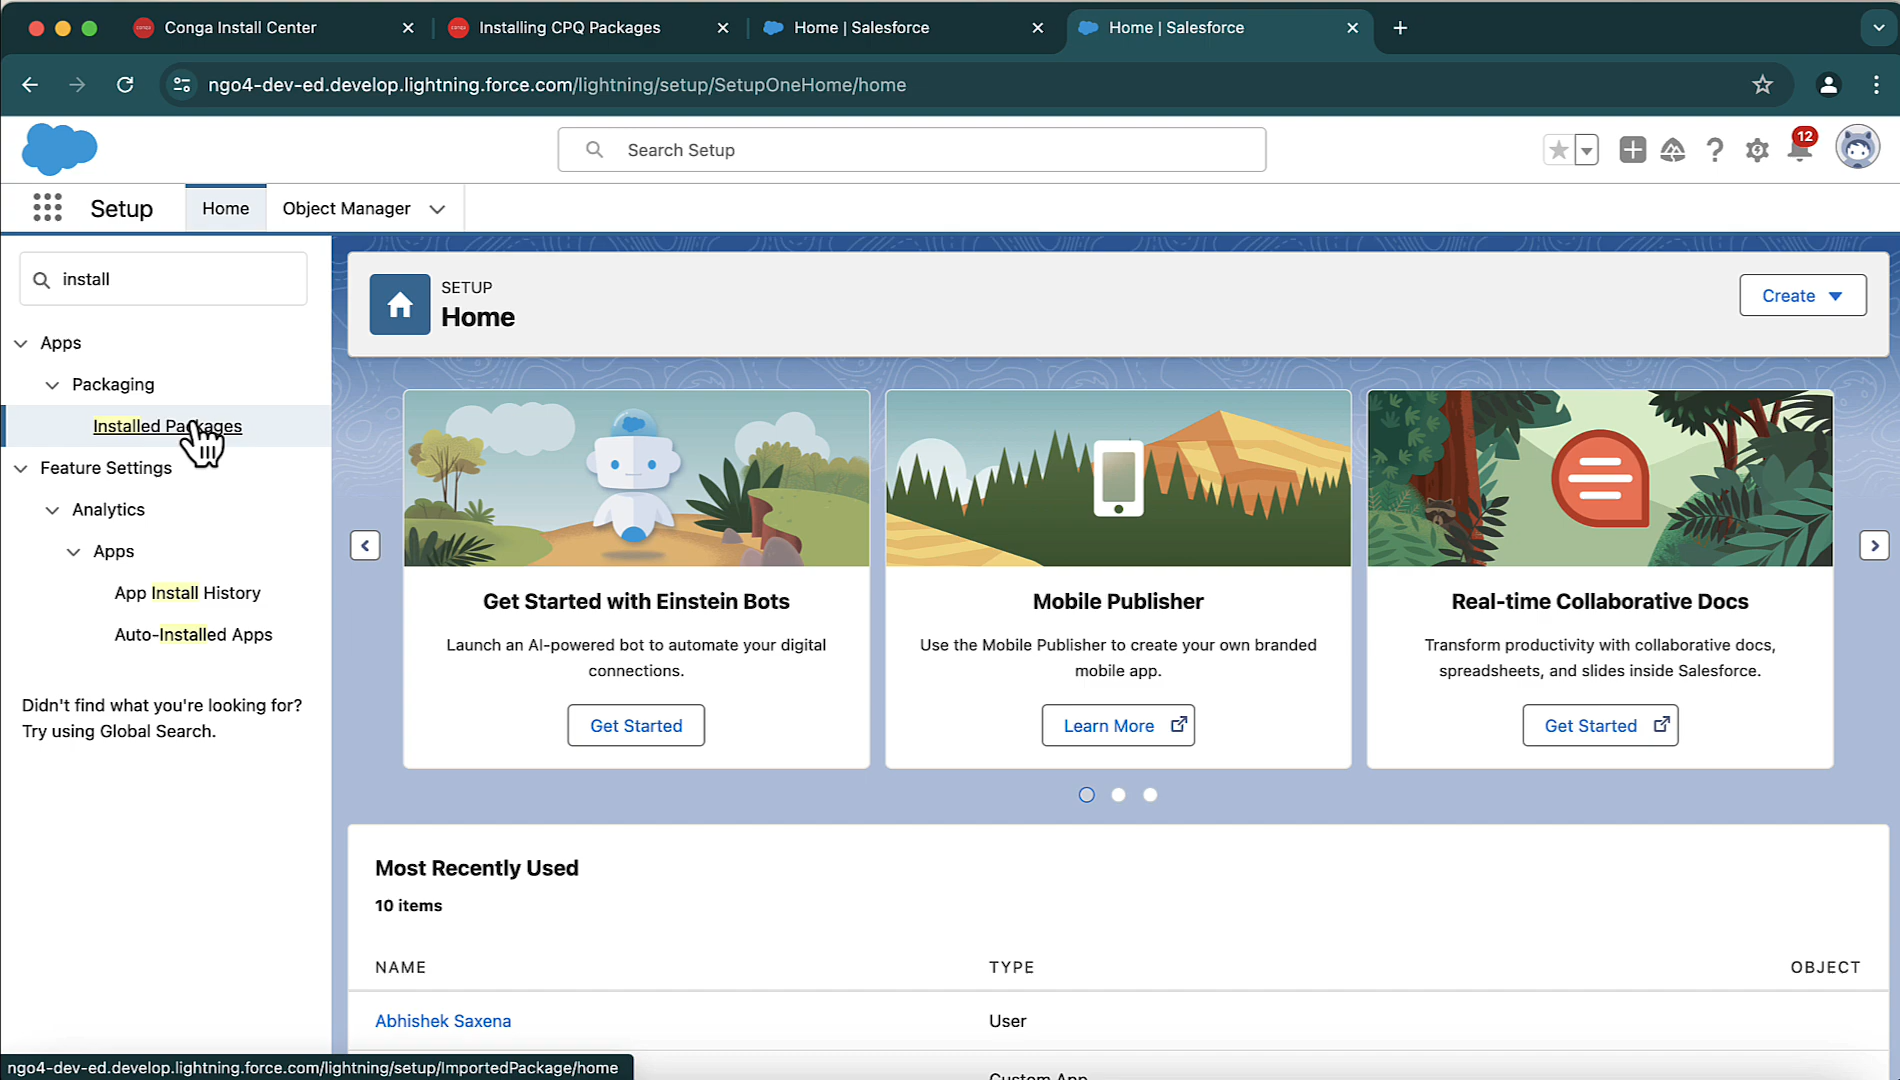 Conga Install Center
Installing CPQ Packages
Home | Salesforce
Home | Salesforce
ngo4-dev-ed.develop.lightning.force.com/lightning/setup/SetupOneHome/home
Search Setup
12
Setup
Home
Object Manager
install
Apps
Packaging
Installed Packages
Feature Settings
Analytics
Apps
App Install History
Auto-Installed Apps
Didn't find what you're looking for?
Try using Global Search.
SETUP
Home
Create
Get Started with Einstein Bots
Launch an AI-powered bot to automate your digital
connections.
Get Started
Mobile Publisher
Use the Mobile Publisher to create your own branded
mobile app.
Learn More
Real-time Collaborative Docs
Transform productivity with collaborative docs,
spreadsheets, and slides inside Salesforce.
Get Started
Most Recently Used
10 items
NAME
TYPE
OBJECT
Abhishek Saxena
User
Custom App
ngo4-dev-ed.develop.lightning.force.com/lightning/setup/ImportedPackage/home